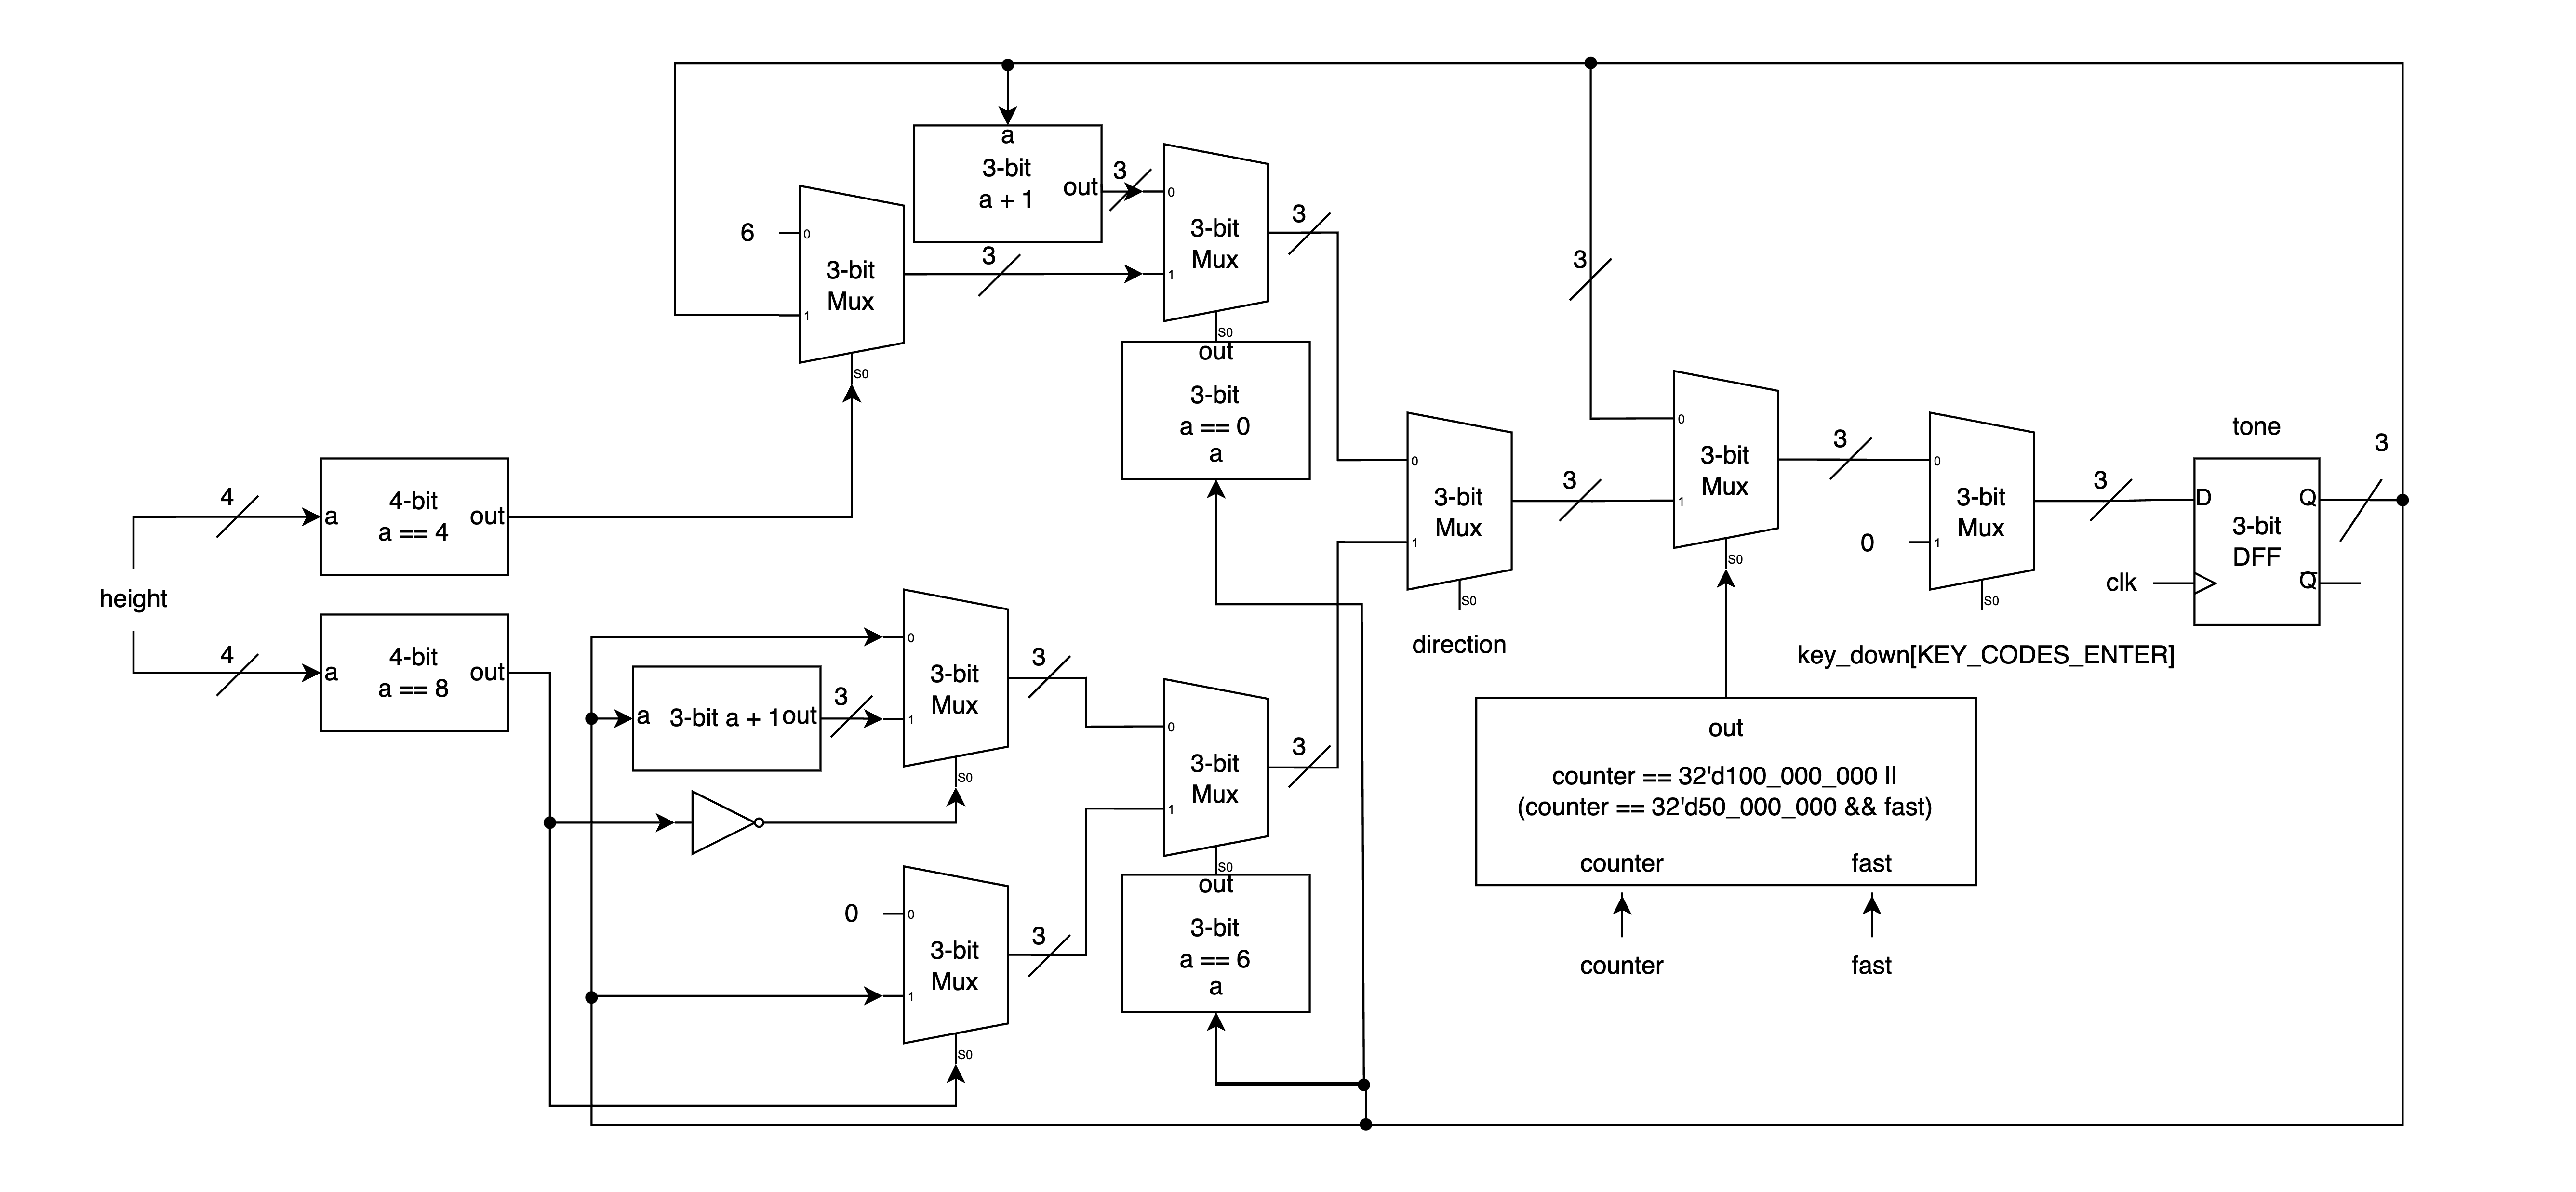 a
3-bit
a + 1
out
3
0
1
3-bit
Mux
S0
3
6
0
1
3-bit
Mux
S0
3
3
out
3-bit
a == 0
a
height
4
a
4-bit
a == 4
out
4
a
4-bit
a == 8
out
0
1
3-bit
Mux
S0
3
a 3-bit a + 1 out
3
0
0
1
3-bit
Mux
S0
3
0
1
3-bit
Mux
S0
3
out
3-bit
a == 6
a
0
1
3-bit
Mux
S0
direction
3
0
1
3-bit
Mux
S0
3
out
counter == 32'd100_000_000 ||
(counter == 32'd50_000_000 && fast)
counter fast
counter fast
0
0
1
3-bit
Mux
S0
key_down[KEY_CODES_ENTER]
3
tone
D
Q
3-bit
DFF
Q
clk
3